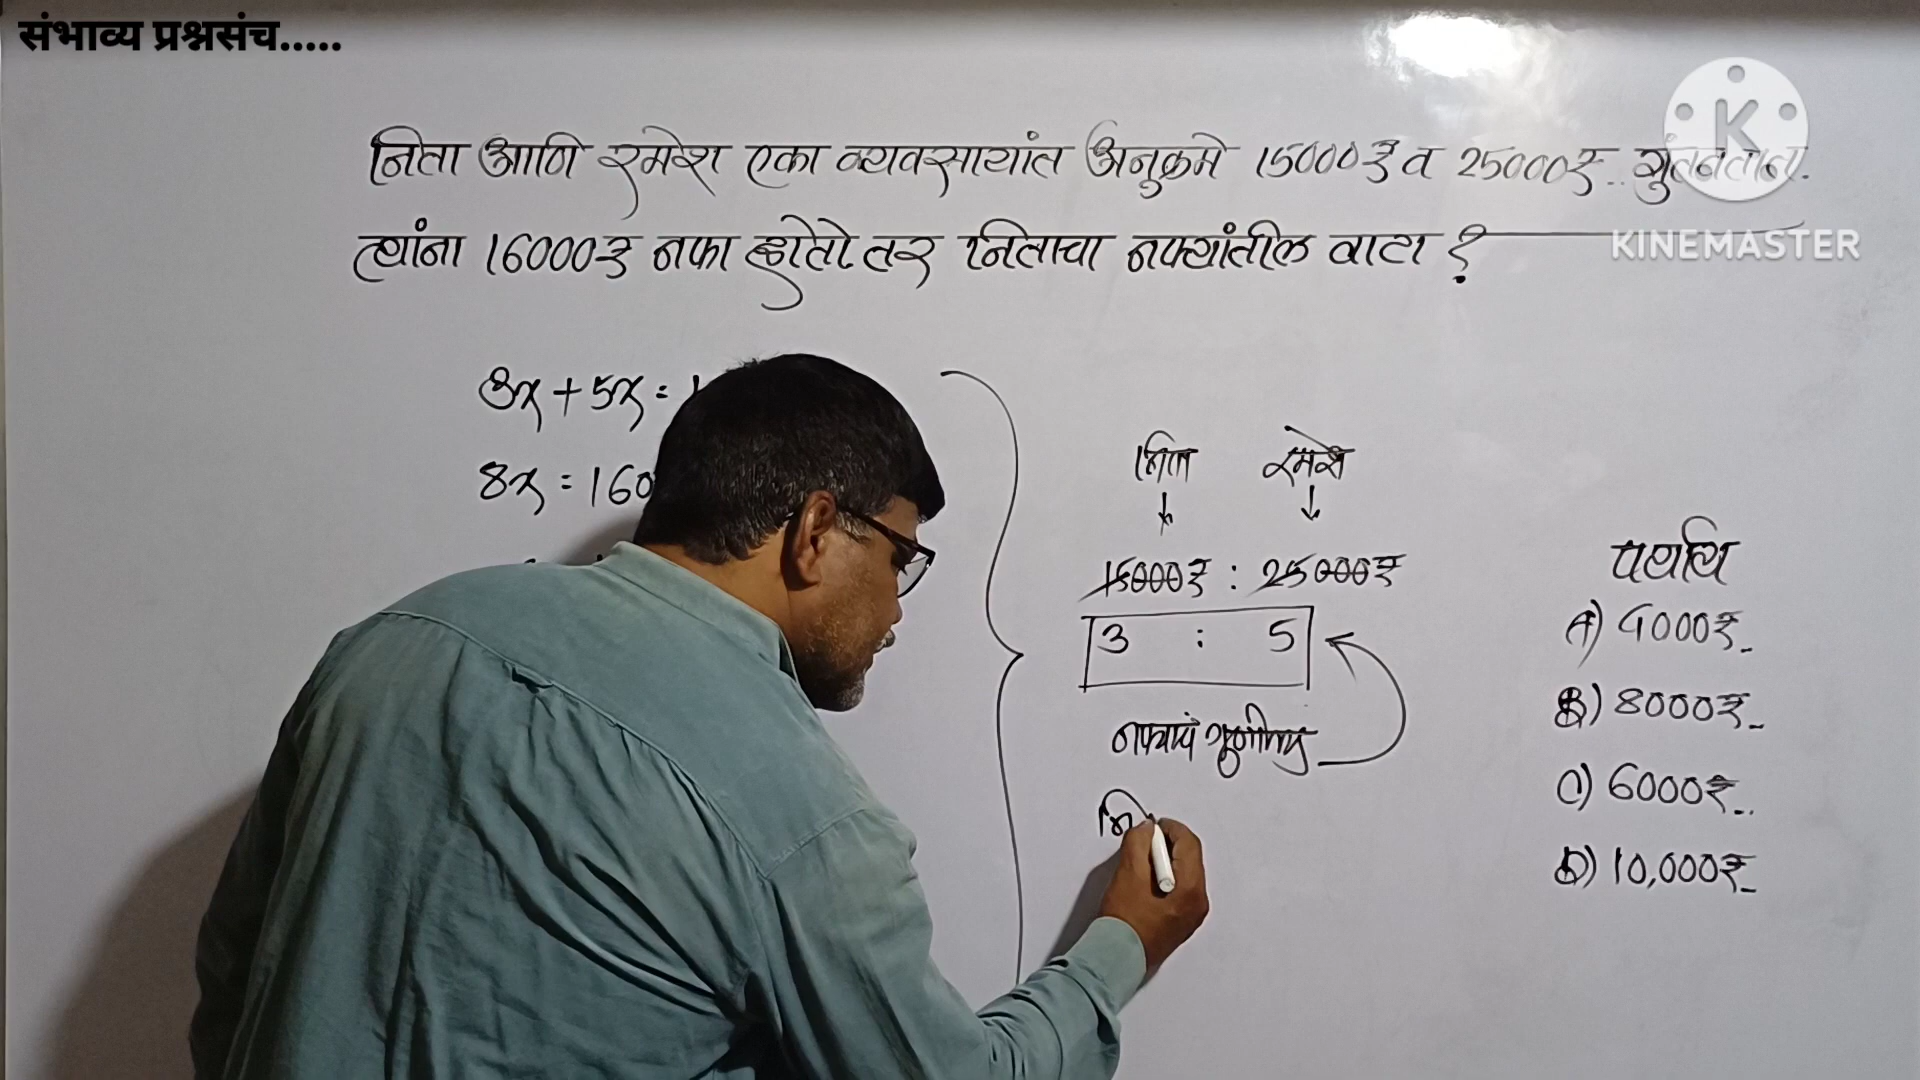 संभाव्य प्रश्नसंच.....
K
KINEMASTER
निता आणि रमेश एका व्यवसायांत अनुक्रमे 15000₹ व 25000₹ गुंतवतात.
त्यांना 16000₹ नफा होतो. तर निताचा नफ्यांतील वाटा ?
3x + 5x =
8x = 160
निता रमेश
↓ ↓
15000₹ : 25000₹
3 : 5
नफ्याचे गुणोत्तर
नि
पर्याय
A) 4000₹
B) 8000₹
C) 6000₹
D) 10,000₹